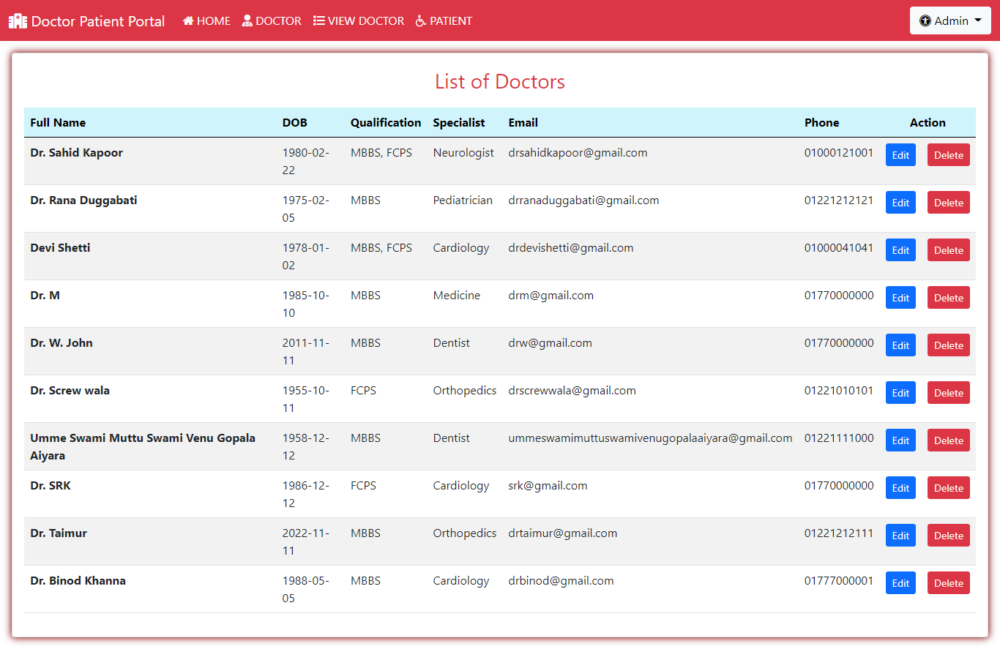 Doctor Patient Portal HOME DOCTOR VIEW DOCTOR PATIENT Admin
List of Doctors
Full Name DOB Qualification Specialist Email Phone Action
Dr. Sahid Kapoor 1980-02- MBBS, FCPS Neurologist drsahidkapoor@gmail.com 01000121001 Edit Delete
22
Dr. Rana Duggabati 1975-02- MBBS Pediatrician drranaduggabati@gmail.com 01221212121 Edit Delete
05
Devi Shetti 1978-01- MBBS, FCPS Cardiology drdevishetti@gmail.com 01000041041 Edit Delete
02
Dr. M 1985-10- MBBS Medicine drm@gmail.com 01770000000 Edit Delete
10
Dr. W. John 2011-11- MBBS Dentist drw@gmail.com 01770000000 Edit Delete
11
Dr. Screw wala 1955-10- FCPS Orthopedics drscrewwala@gmail.com 01221010101 Edit Delete
11
Umme Swami Muttu Swami Venu Gopala 1958-12- MBBS Dentist ummeswamimuttuswamivenugopalaaiyara@gmail.com 01221111000 Edit Delete
Aiyara 12
Dr. SRK 1986-12- FCPS Cardiology srk@gmail.com 01770000000 Edit Delete
12
Dr. Taimur 2022-11- MBBS Orthopedics drtaimur@gmail.com 01221212111 Edit Delete
11
Dr. Binod Khanna 1988-05- MBBS Cardiology drbinod@gmail.com 01777000001 Edit Delete
05